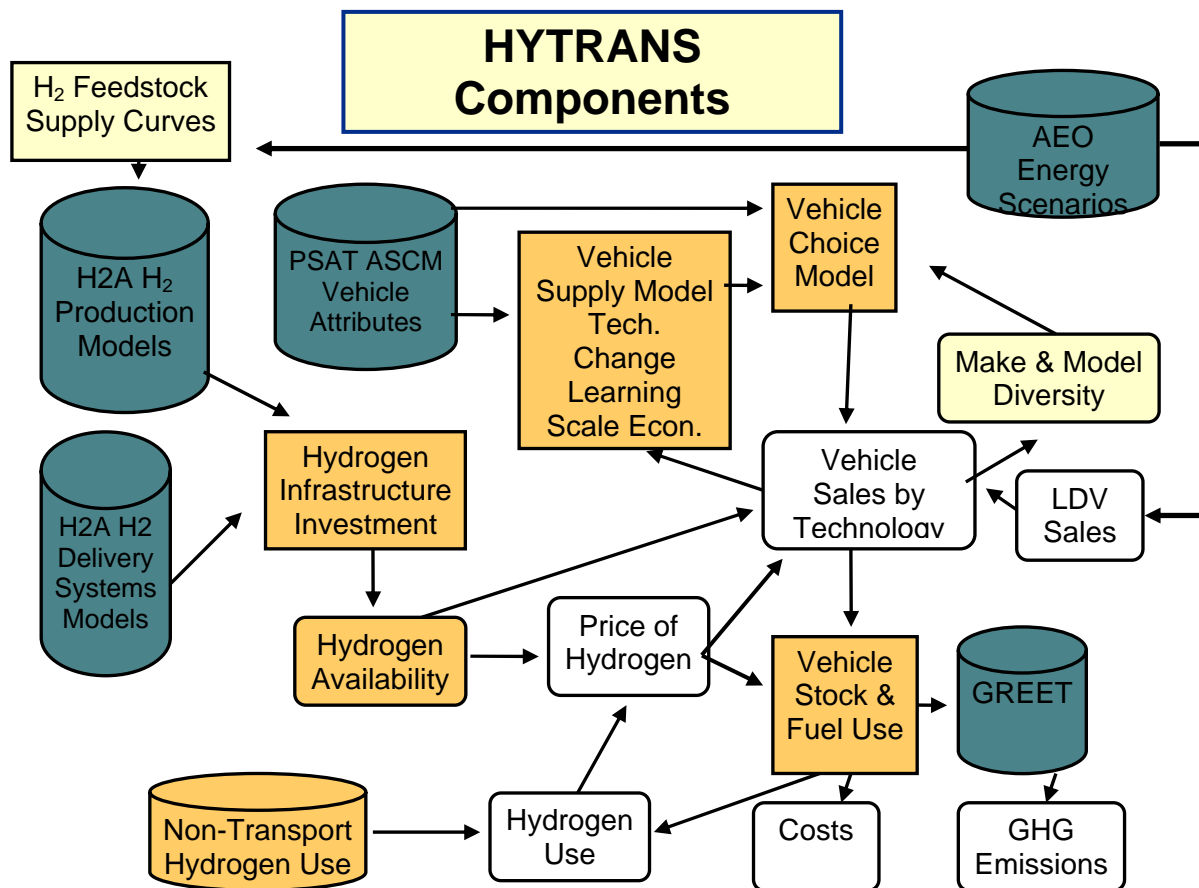 HYTRANS
Components
H₂ Feedstock
Supply Curves
AEO
Energy
Scenarios
H2A H₂
Production
Models
PSAT ASCM
Vehicle
Attributes
Vehicle
Supply Model
Tech.
Change
Learning
Scale Econ.
Vehicle
Choice
Model
Make & Model
Diversity
H2A H2
Delivery
Systems
Models
Hydrogen
Infrastructure
Investment
Vehicle
Sales by
Technology
LDV
Sales
Hydrogen
Availability
Price of
Hydrogen
Vehicle
Stock &
Fuel Use
GREET
Non-Transport
Hydrogen Use
Hydrogen
Use
Costs
GHG
Emissions